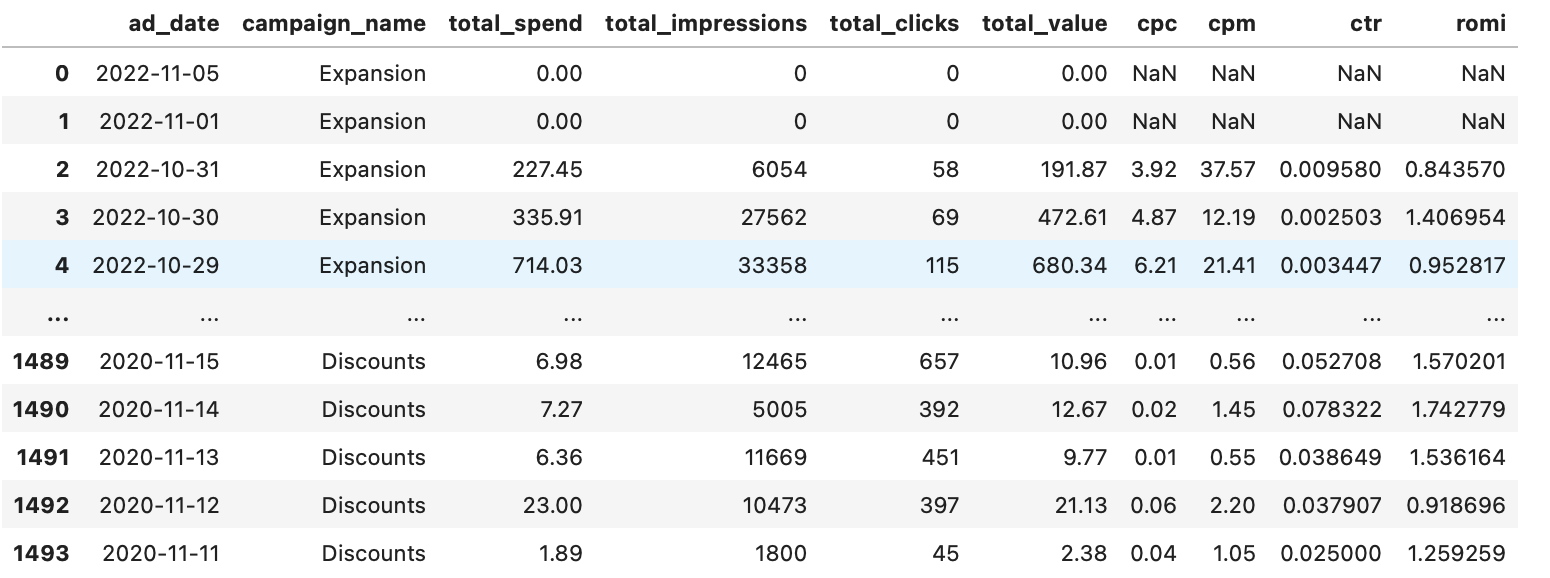 ad_date campaign_name total_spend total_impressions total_clicks total_value cpc cpm ctr romi
0 2022-11-05 Expansion 0.00 0 0 0.00 NaN NaN NaN NaN
1 2022-11-01 Expansion 0.00 0 0 0.00 NaN NaN NaN NaN
2 2022-10-31 Expansion 227.45 6054 58 191.87 3.92 37.57 0.009580 0.843570
3 2022-10-30 Expansion 335.91 27562 69 472.61 4.87 12.19 0.002503 1.406954
4 2022-10-29 Expansion 714.03 33358 115 680.34 6.21 21.41 0.003447 0.952817
... ... ... ... ... ... ... ... ... ... ...
1489 2020-11-15 Discounts 6.98 12465 657 10.96 0.01 0.56 0.052708 1.570201
1490 2020-11-14 Discounts 7.27 5005 392 12.67 0.02 1.45 0.078322 1.742779
1491 2020-11-13 Discounts 6.36 11669 451 9.77 0.01 0.55 0.038649 1.536164
1492 2020-11-12 Discounts 23.00 10473 397 21.13 0.06 2.20 0.037907 0.918696
1493 2020-11-11 Discounts 1.89 1800 45 2.38 0.04 1.05 0.025000 1.259259